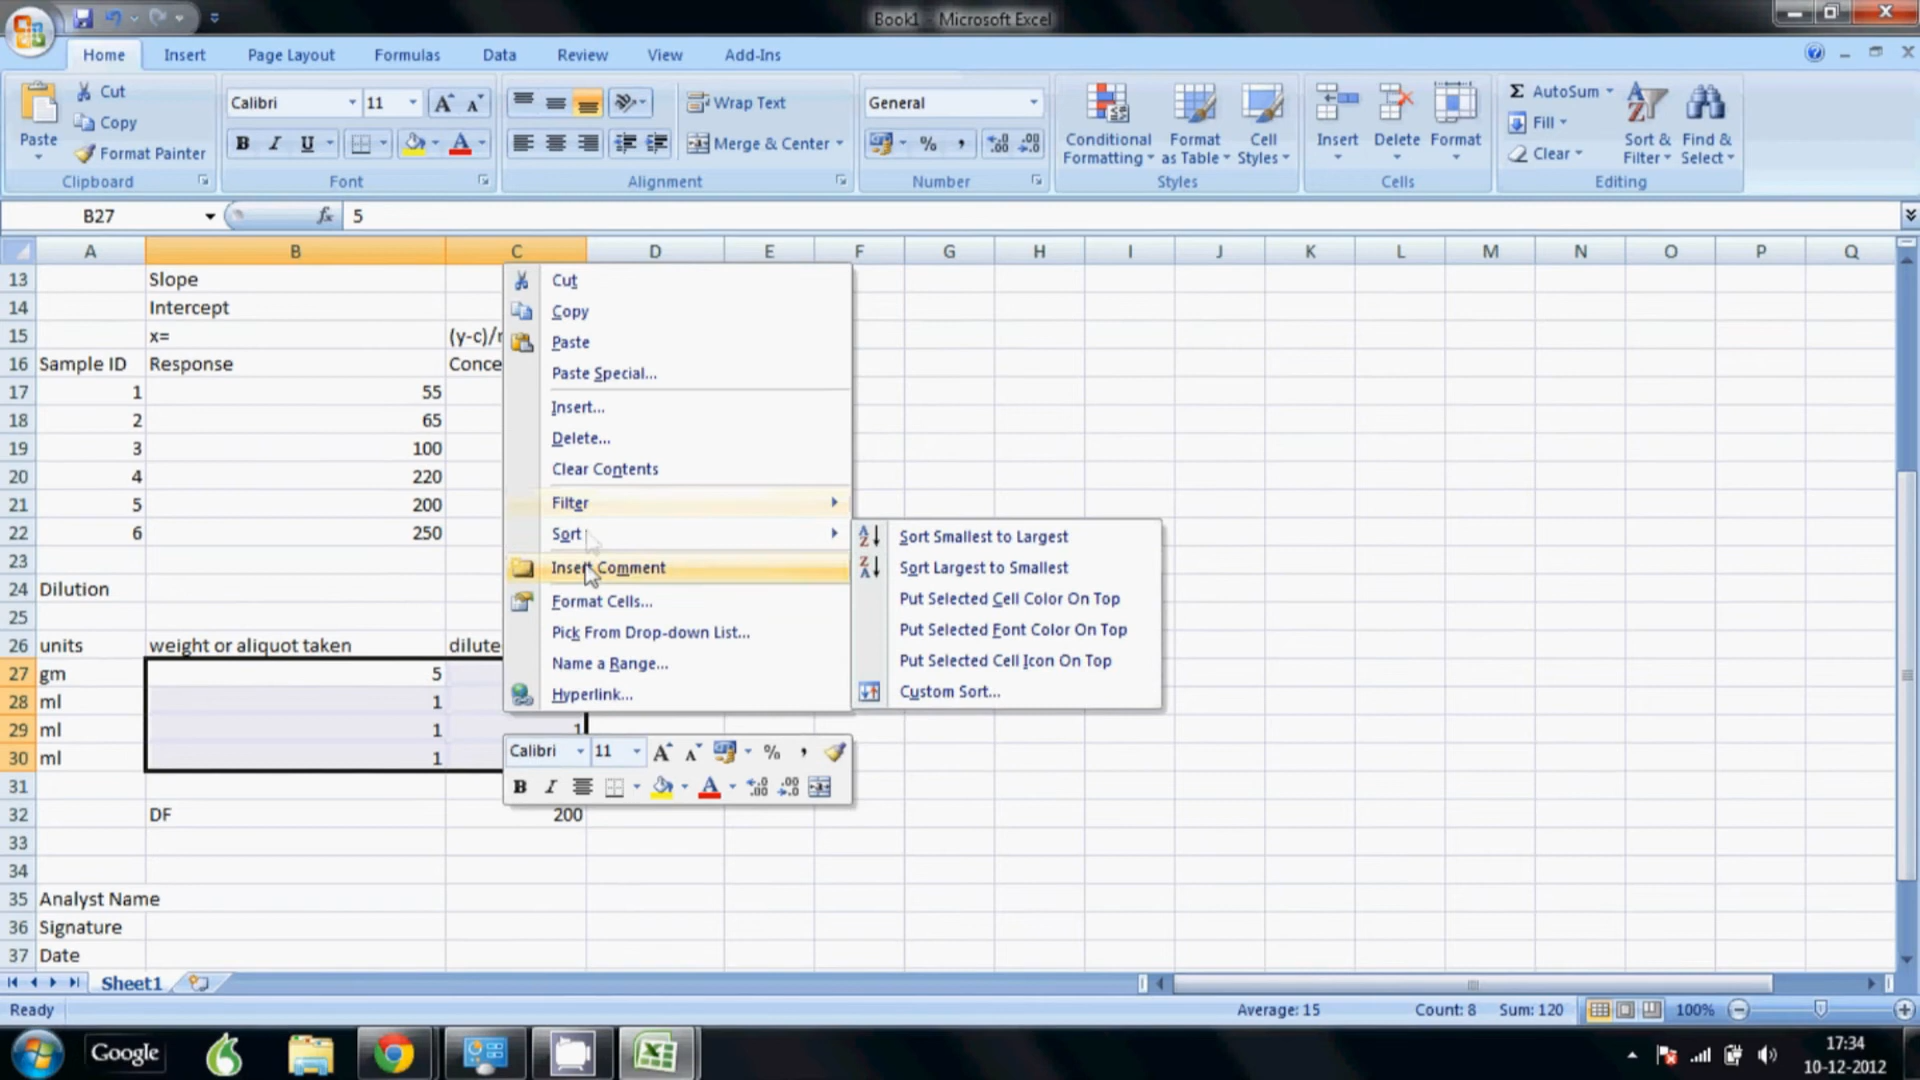 Book1 - Microsoft Excel
Home Insert Page Layout Formulas Data Review View Add-Ins
Paste
Cut
Copy
Format Painter
Clipboard
Calibri 11
B I U
Font
Wrap Text
Merge & Center
Alignment
General
%
Number
Conditional Formatting
Format as Table
Cell Styles
Styles
Insert Delete Format
Cells
AutoSum
Fill
Clear
Sort & Filter
Find & Select
Editing
B27 fx 5
A B C D E F G H I J K L M N O P Q
13 Slope
14 Intercept
15 x=
16 Sample ID Response
17 1 55
18 2 65
19 3 100
20 4 220
21 5 200
22 6 250
23
24 Dilution
25
26 units weight or aliquot taken
27 gm 5
28 ml 1
29 ml 1 1
30 ml 1
31
32 DF 200
33
34
35 Analyst Name
36 Signature
37 Date
Cut
Copy
Paste
Paste Special...
Insert...
Delete...
Clear Contents
Filter
Sort
Insert Comment
Format Cells...
Pick From Drop-down List...
Name a Range...
Hyperlink...
Sort Smallest to Largest
Sort Largest to Smallest
Put Selected Cell Color On Top
Put Selected Font Color On Top
Put Selected Cell Icon On Top
Custom Sort...
Calibri 11 A A % ,
B I A
Sheet1
Ready Average: 15 Count: 8 Sum: 120 100%
Google
17:34
10-12-2012